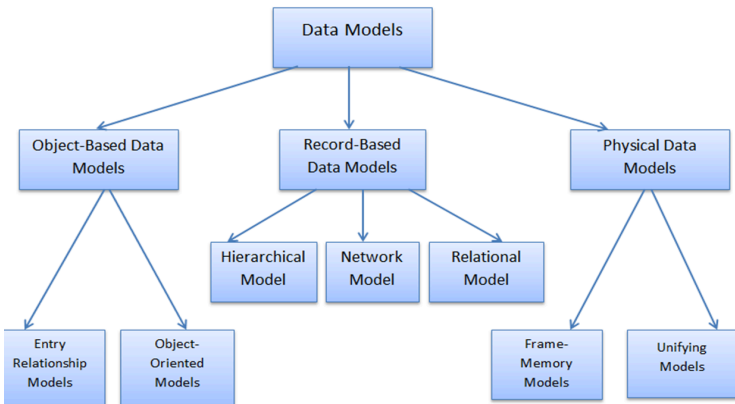 Data Models
Object-Based Data
Models
Record-Based
Data Models
Physical Data
Models
Hierarchical
Model
Network
Model
Relational
Model
Entry
Relationship
Models
Object-
Oriented
Models
Frame-
Memory
Models
Unifying
Models